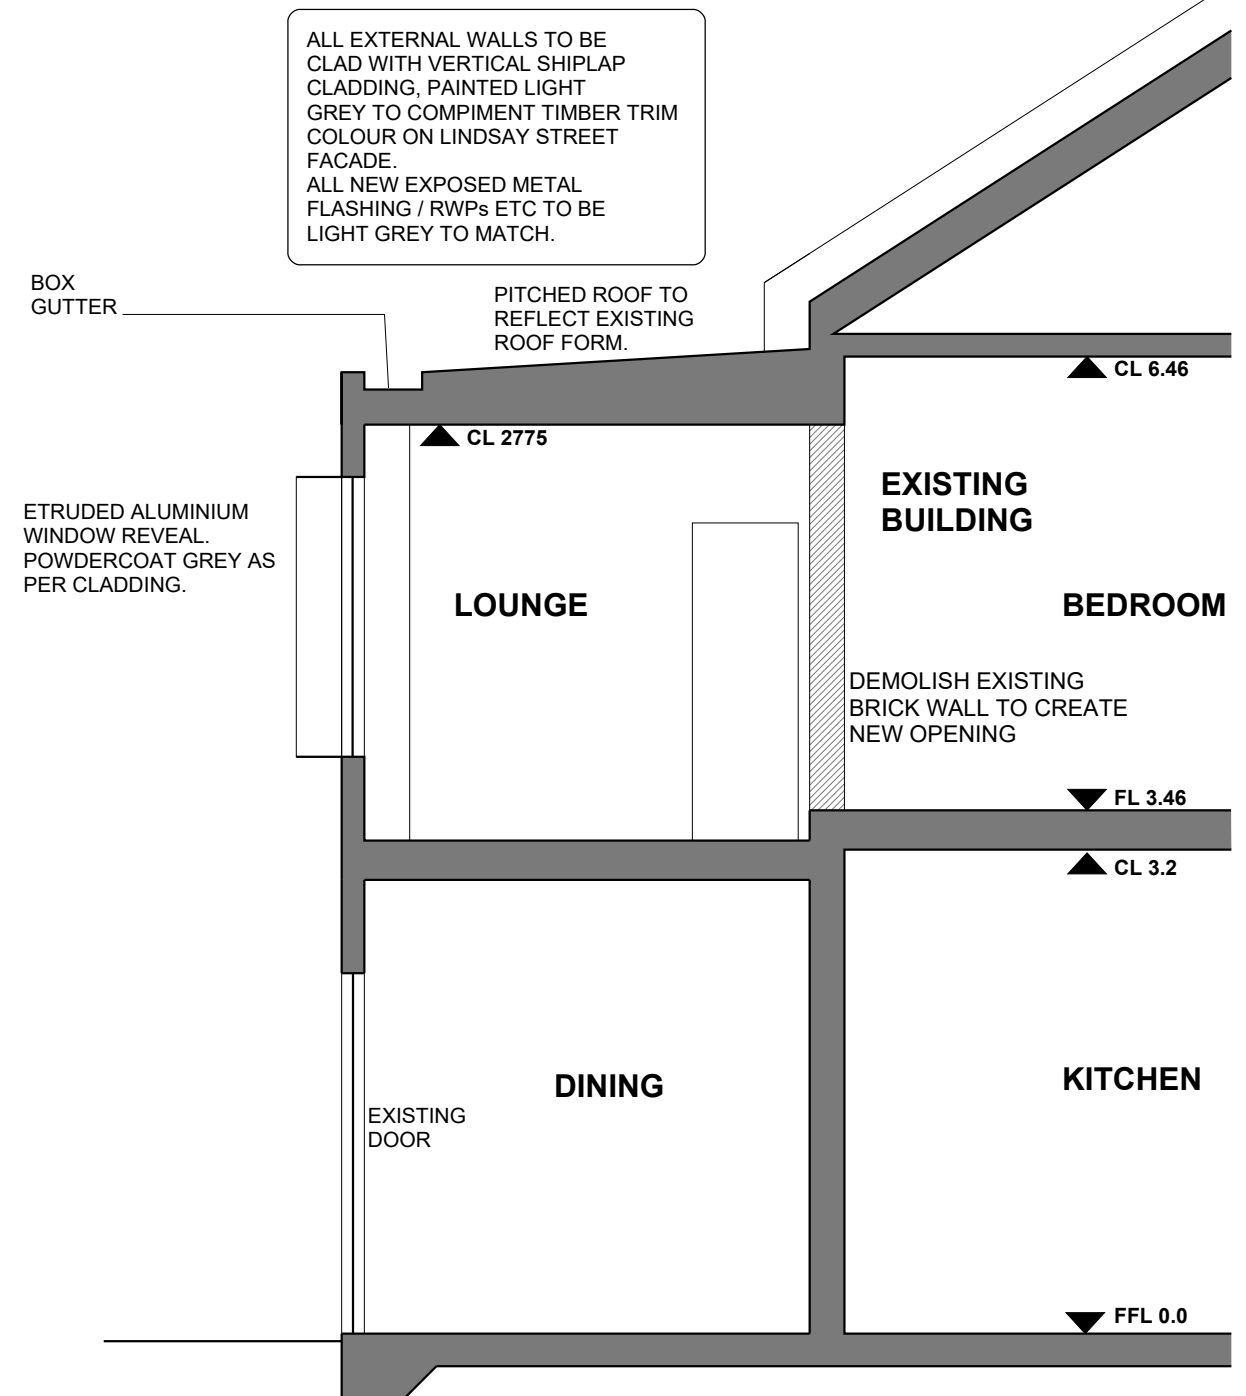 ALL EXTERNAL WALLS TO BE
CLAD WITH VERTICAL SHIPLAP
CLADDING, PAINTED LIGHT
GREY TO COMPIMENT TIMBER TRIM
COLOUR ON LINDSAY STREET
FACADE.
ALL NEW EXPOSED METAL
FLASHING / RWPs ETC TO BE
LIGHT GREY TO MATCH.
BOX
GUTTER
PITCHED ROOF TO
REFLECT EXISTING
ROOF FORM.
CL 6.46
CL 2775
ETRUDED ALUMINIUM
WINDOW REVEAL.
POWDERCOAT GREY AS
PER CLADDING.
EXISTING
BUILDING
LOUNGE
BEDROOM
DEMOLISH EXISTING
BRICK WALL TO CREATE
NEW OPENING
FL 3.46
CL 3.2
DINING
KITCHEN
EXISTING
DOOR
FFL 0.0